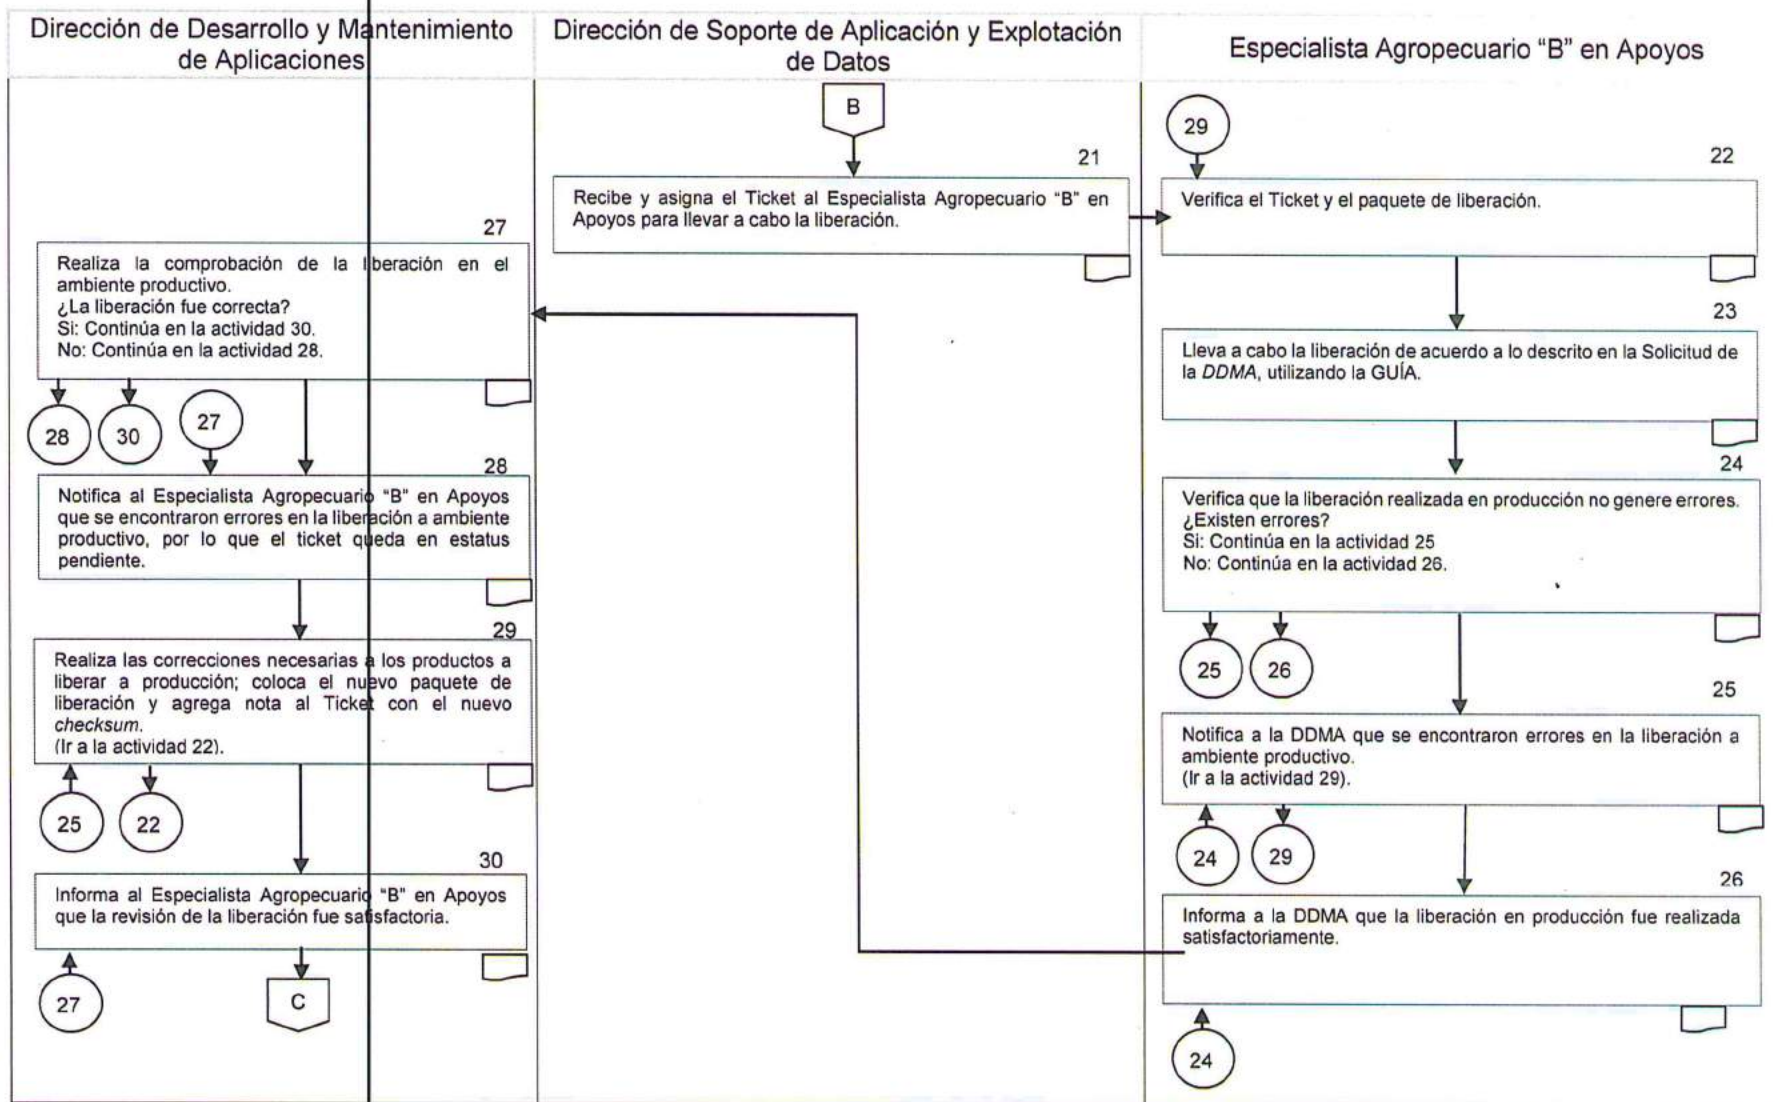 Dirección de Desarrollo y Mantenimiento
de Aplicaciones
Dirección de Soporte de Aplicación y Explotación
de Datos
Especialista Agropecuario “B” en Apoyos
B
21
Recibe y asigna el Ticket al Especialista Agropecuario “B” en
Apoyos para llevar a cabo la liberación.
29
22
Verifica el Ticket y el paquete de liberación.
23
Lleva a cabo la liberación de acuerdo a lo descrito en la Solicitud de
la DDMA, utilizando la GUÍA.
24
Verifica que la liberación realizada en producción no genere errores.
¿Existen errores?
Si: Continúa en la actividad 25
No: Continúa en la actividad 26.
25
26
25
Notifica a la DDMA que se encontraron errores en la liberación a
ambiente productivo.
(Ir a la actividad 29).
24
29
26
Informa a la DDMA que la liberación en producción fue realizada
satisfactoriamente.
24
27
Realiza la comprobación de la liberación en el
ambiente productivo.
¿La liberación fue correcta?
Si: Continúa en la actividad 30.
No: Continúa en la actividad 28.
28
30
27
28
Notifica al Especialista Agropecuario “B” en Apoyos
que se encontraron errores en la liberación a ambiente
productivo, por lo que el ticket queda en estatus
pendiente.
29
Realiza las correcciones necesarias a los productos a
liberar a producción; coloca el nuevo paquete de
liberación y agrega nota al Ticket con el nuevo
checksum.
(Ir a la actividad 22).
25
22
30
Informa al Especialista Agropecuario “B” en Apoyos
que la revisión de la liberación fue satisfactoria.
27
C